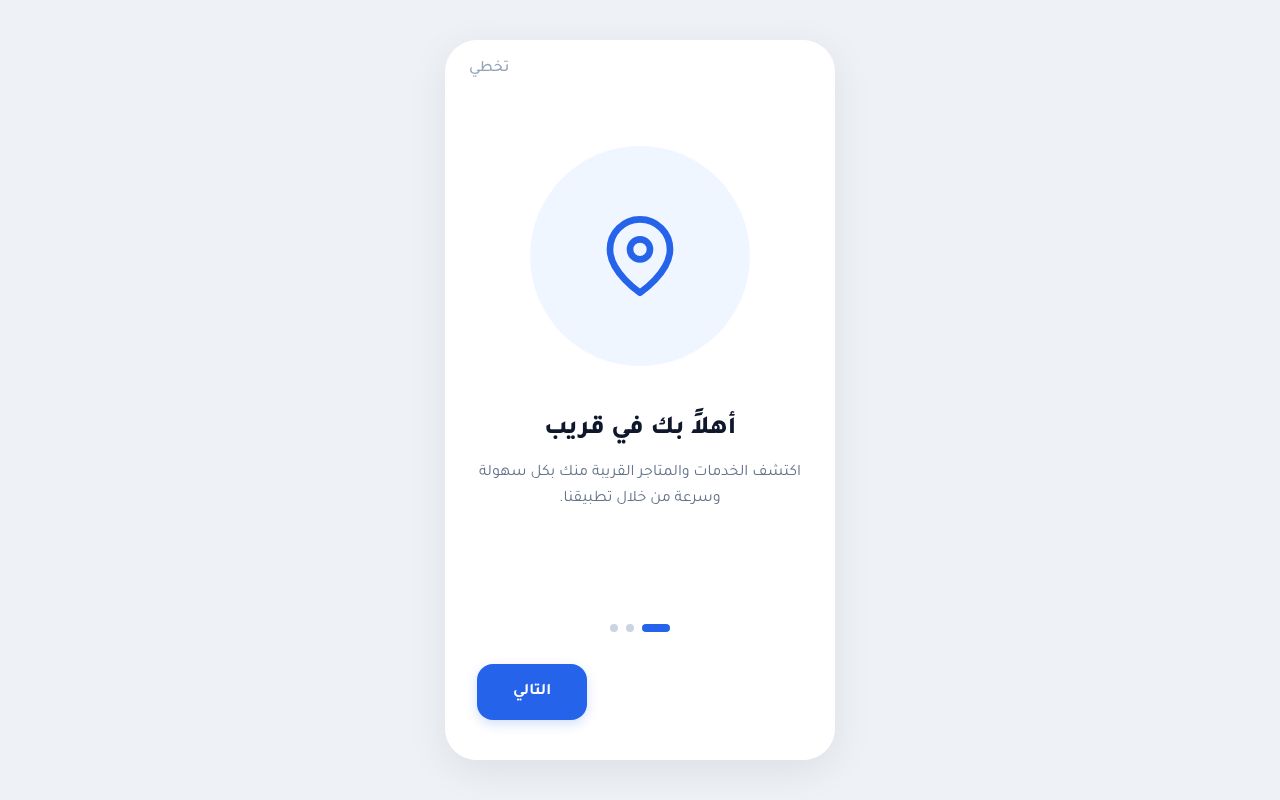 تخطي
أهلاً بك في قريب
اكتشف الخدمات والمتاجر القريبة منك بكل سهولة
وسرعة من خلال تطبيقنا.
التالي